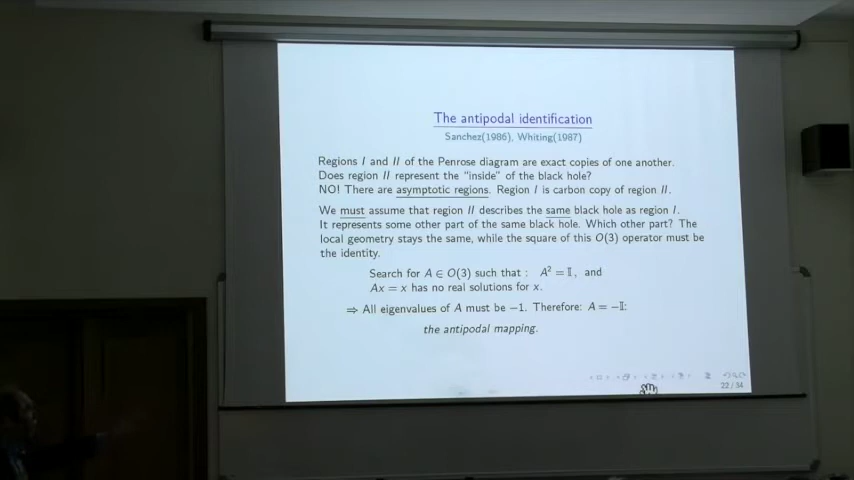 The antipodal identification
Sanchez(1986), Whiting(1987)
Regions I and II of the Penrose diagram are exact copies of one another.
Does region II represent the "inside" of the black hole?
NO! There are asymptotic regions. Region I is carbon copy of region II.
We must assume that region II describes the same black hole as region I.
It represents some other part of the same black hole. Which other part? The
local geometry stays the same, while the square of this O(3) operator must be
the identity.
Search for A ∈ O(3) such that : A² = 𝕀, and
Ax = x has no real solutions for x.
⇒ All eigenvalues of A must be −1. Therefore: A = −𝕀:
the antipodal mapping.
22 / 34